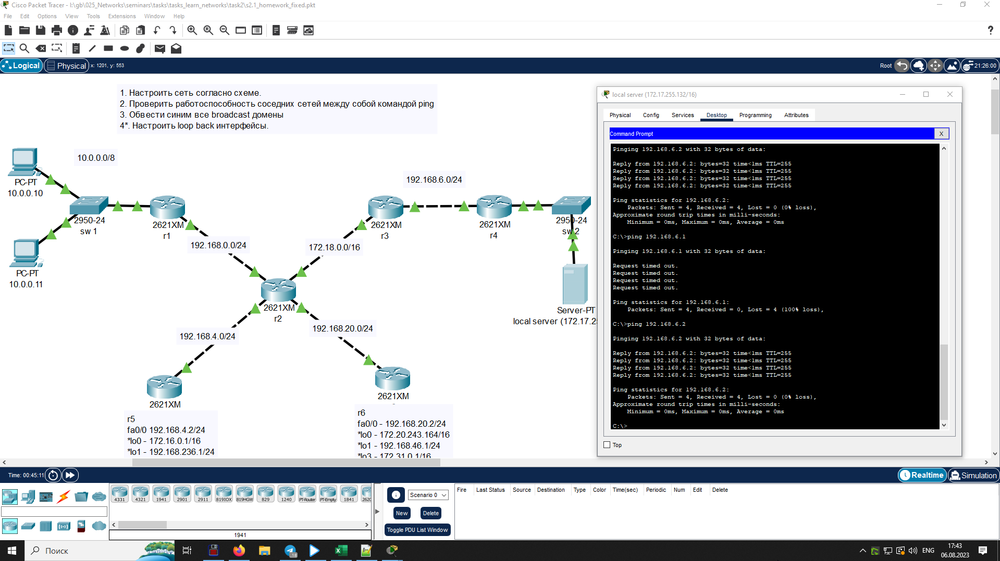 Cisco Packet Tracer - I:\gb\025_Networks\seminars\tasks\tasks_learn_networks\task2\s2.1_homework_fixed.pkt
File Edit Options View Tools Extensions Window Help
Logical Physical x: 1201, y: 553 Root 21:26:00
1. Настроить сеть согласно схеме.
2. Проверить работоспособность соседних сетей между собой командой ping
3. Обвести синим все broadcast домены
4*. Настроить loop back интерфейсы.
10.0.0.0/8
PC-PT
10.0.0.10
2950-24
sw 1
PC-PT
10.0.0.11
2621XM
r1
192.168.0.0/24
172.18.0.0/16
2621XM
r3
192.168.6.0/24
2621XM
r4
2950-24
sw 2
Server-PT
local server (172.17.25
2621XM
r2
192.168.4.0/24
192.168.20.0/24
2621XM
r5
fa0/0 192.168.4.2/24
*lo0 - 172.16.0.1/16
*lo1 - 192.168.236.1/24
2621XM
r6
fa0/0 - 192.168.20.2/24
*lo0 - 172.20.243.164/16
*lo1 - 192.168.46.1/24
*lo3 - 172.31.0.1/16
local server (172.17.255.132/16)
Physical Config Services Desktop Programming Attributes
Command Prompt X
Pinging 192.168.6.2 with 32 bytes of data:
Reply from 192.168.6.2: bytes=32 time<1ms TTL=255
Reply from 192.168.6.2: bytes=32 time<1ms TTL=255
Reply from 192.168.6.2: bytes=32 time<1ms TTL=255
Reply from 192.168.6.2: bytes=32 time<1ms TTL=255
Ping statistics for 192.168.6.2:
Packets: Sent = 4, Received = 4, Lost = 0 (0% loss),
Approximate round trip times in milli-seconds:
Minimum = 0ms, Maximum = 0ms, Average = 0ms
C:\>ping 192.168.6.1
Pinging 192.168.6.1 with 32 bytes of data:
Request timed out.
Request timed out.
Request timed out.
Request timed out.
Ping statistics for 192.168.6.1:
Packets: Sent = 4, Received = 0, Lost = 4 (100% loss),
C:\>ping 192.168.6.2
Pinging 192.168.6.2 with 32 bytes of data:
Reply from 192.168.6.2: bytes=32 time<1ms TTL=255
Reply from 192.168.6.2: bytes=32 time<1ms TTL=255
Reply from 192.168.6.2: bytes=32 time<1ms TTL=255
Reply from 192.168.6.2: bytes=32 time<1ms TTL=255
Ping statistics for 192.168.6.2:
Packets: Sent = 4, Received = 4, Lost = 0 (0% loss),
Approximate round trip times in milli-seconds:
Minimum = 0ms, Maximum = 0ms, Average = 0ms
C:\>
Top
Time: 00:45:11 Realtime Simulation
4331 4321 1941 2901 2911 819IOX 819HGW 829 1240 PT-Router PT-Empty 1841 2620
1941
Scenario 0
New Delete
Toggle PDU List Window
Fire Last Status Source Destination Type Color Time(sec) Periodic Num Edit Delete
Поиск 18 ENG 17:43
06.08.2023